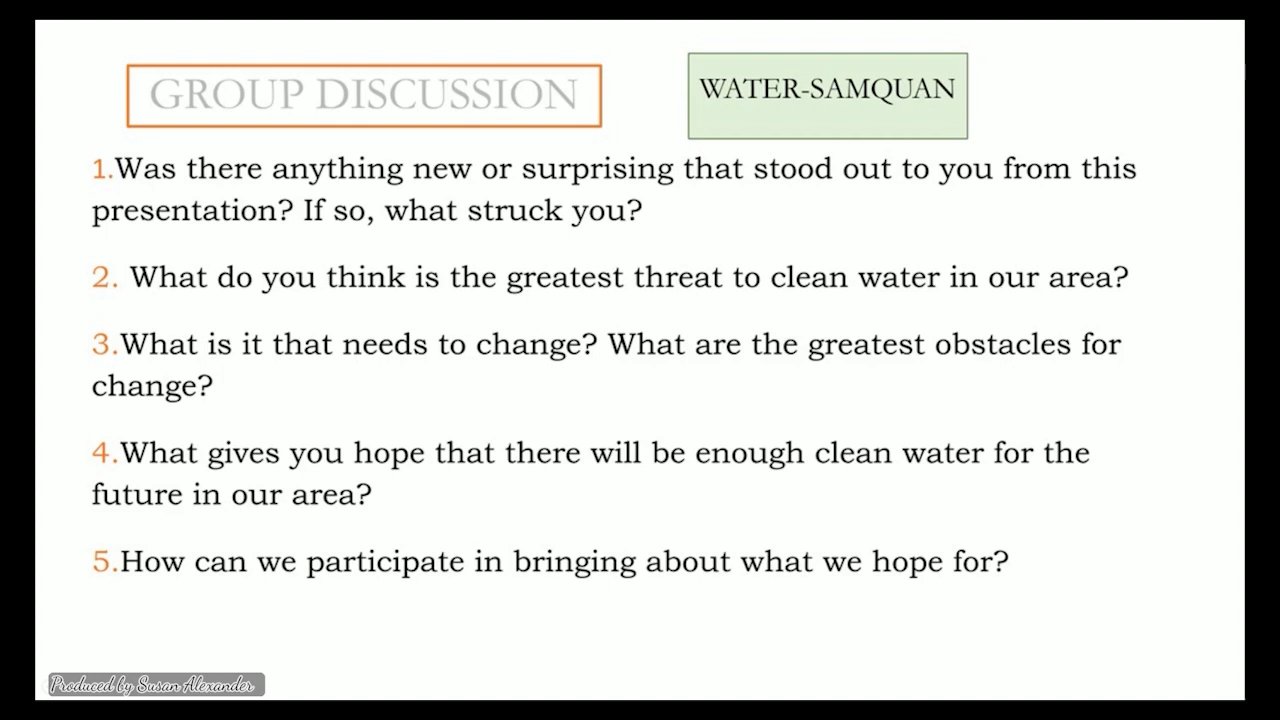 GROUP DISCUSSION
WATER-SAMQUAN
1.Was there anything new or surprising that stood out to you from this
presentation? If so, what struck you?
2. What do you think is the greatest threat to clean water in our area?
3.What is it that needs to change? What are the greatest obstacles for
change?
4.What gives you hope that there will be enough clean water for the
future in our area?
5.How can we participate in bringing about what we hope for?
Produced by Susan Alexander